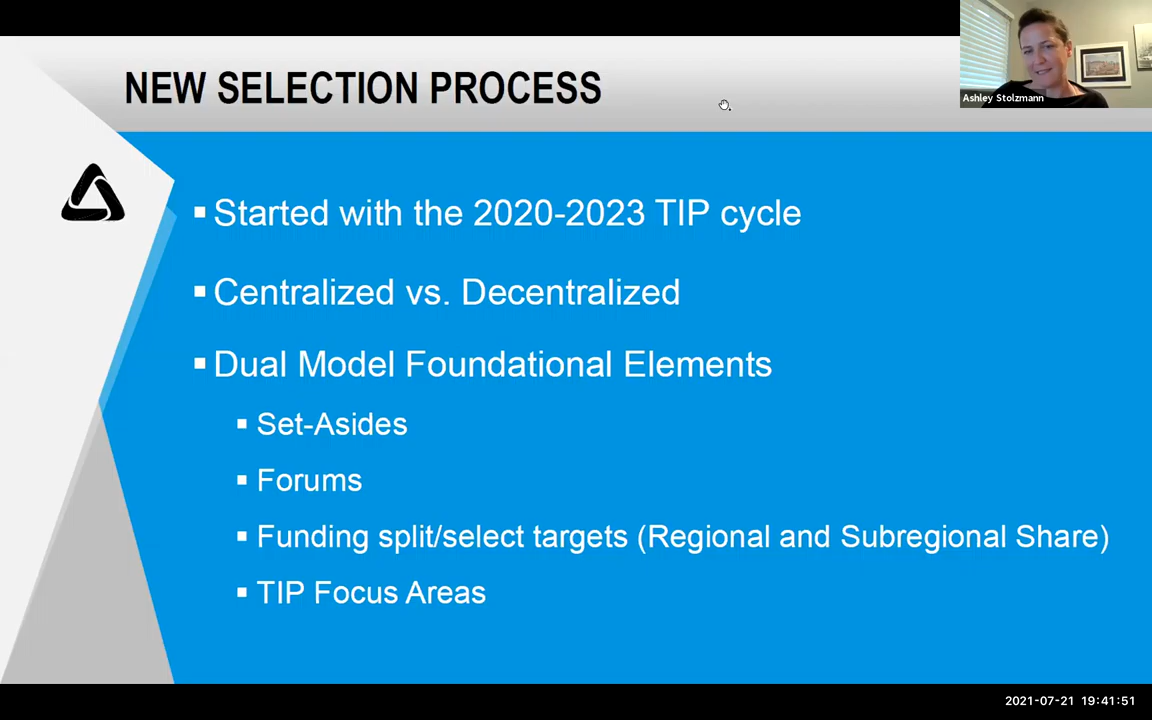 NEW SELECTION PROCESS
Ashley Stolzmann
▪ Started with the 2020-2023 TIP cycle
▪ Centralized vs. Decentralized
▪ Dual Model Foundational Elements
▪ Set-Asides
▪ Forums
▪ Funding split/select targets (Regional and Subregional Share)
▪ TIP Focus Areas
2021-07-21 19:41:51